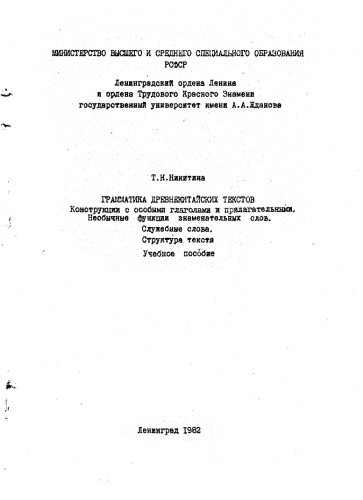 МИНИСТЕРСТВО ВЫСШЕГО И СРЕДНЕГО СПЕЦИАЛЬНОГО ОБРАЗОВАНИЯ
РСФСР
Ленинградский ордена Ленина
и ордена Трудового Красного Знамени
государственный университет имени А.А.Жданова
Т.Н.Никитина
ГРАММАТИКА ДРЕВНЕКИТАЙСКИХ ТЕКСТОВ
Конструкции с особыми глаголами и прилагательными.
Необычные функции знаменательных слов.
Служебные слова.
Структура текста
Учебное пособие
Ленинград 1982